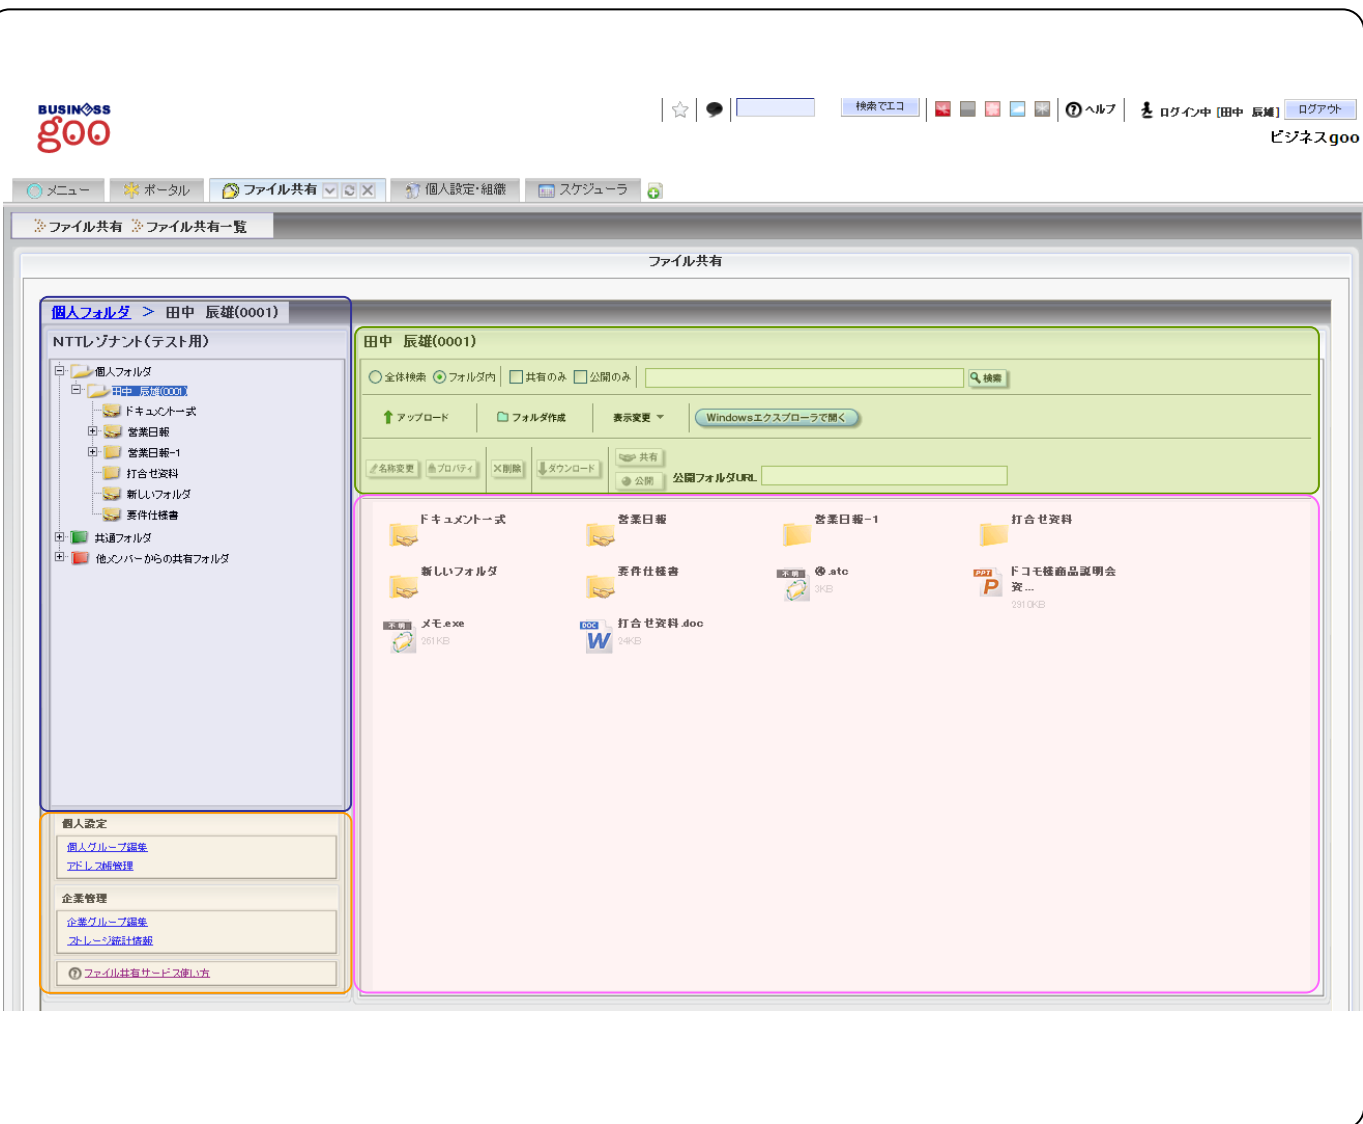 BUSINESS
goo
検索でエコ
ヘルプ
ログイン中 [田中 辰雄]
ログアウト
ビジネスgoo
メニュー
ポータル
ファイル共有
個人設定・組織
スケジューラ
ファイル共有 ファイル共有一覧
ファイル共有
個人フォルダ > 田中 辰雄(0001)
NTTレゾナント(テスト用)
個人フォルダ
田中 辰雄(0001)
ドキュメント一式
営業日報
営業日報-1
打合せ資料
新しいフォルダ
要件仕様書
共通フォルダ
他メンバーからの共有フォルダ
個人設定
個人グループ編集
アドレス帳管理
企業管理
企業グループ編集
ストレージ統計情報
ファイル共有サービス使い方
田中 辰雄(0001)
全体検索 フォルダ内 共有のみ 公開のみ 検索
アップロード フォルダ作成 表示変更 Windowsエクスプローラで開く
名称変更 プロパティ 削除 ダウンロード 共有
公開 公開フォルダURL
ドキュメント一式 営業日報 営業日報-1 打合せ資料
新しいフォルダ 要件仕様書
不明 @.atc
3KB
PPT ドコモ様商品説明会
資...
2910KB
不明 メモ.exe
261KB
DOC 打合せ資料.doc
24KB